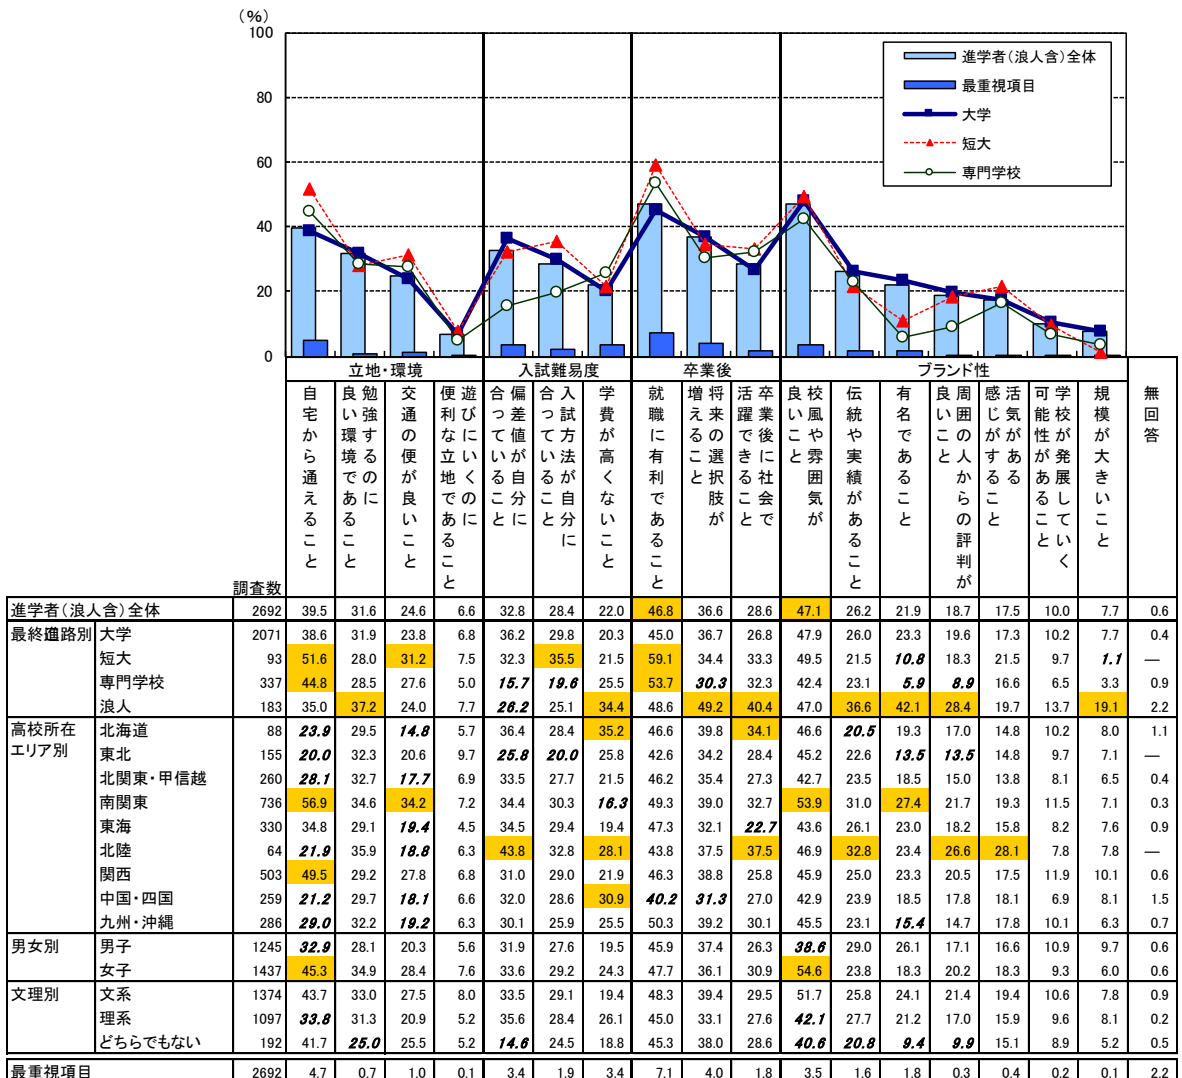 （％）
100
80
60
40
20
0
進学者（浪人含）全体
最重視項目
大学
短大
専門学校
立地・環境 入試難易度 卒業後 ブランド性
自宅から通えること
勉強するのに良い環境であること
交通の便が良いこと
遊びにいくのに便利な立地であること
偏差値が自分に合っていること
入試方法が自分に合っていること
学費が高くないこと
就職に有利であること
将来の選択肢が増えること
卒業後に社会で活躍できること
校風や雰囲気が良いこと
伝統や実績があること
有名であること
周囲の人からの評判が良いこと
活気がある感じがすること
学校が発展していく可能性があること
規模が大きいこと
無回答
調査数
進学者（浪人含）全体 2692 39.5 31.6 24.6 6.6 32.8 28.4 22.0 46.8 36.6 28.6 47.1 26.2 21.9 18.7 17.5 10.0 7.7 0.6
最終進路別 大学 2071 38.6 31.9 23.8 6.8 36.2 29.8 20.3 45.0 36.7 26.8 47.9 26.0 23.3 19.6 17.3 10.2 7.7 0.4
短大 93 51.6 28.0 31.2 7.5 32.3 35.5 21.5 59.1 34.4 33.3 49.5 21.5 10.8 18.3 21.5 9.7 1.1 —
専門学校 337 44.8 28.5 27.6 5.0 15.7 19.6 25.5 53.7 30.3 32.3 42.4 23.1 5.9 8.9 16.6 6.5 3.3 0.9
浪人 183 35.0 37.2 24.0 7.7 26.2 25.1 34.4 48.6 49.2 40.4 47.0 36.6 42.1 28.4 19.7 13.7 19.1 2.2
高校所在エリア別 北海道 88 23.9 29.5 14.8 5.7 36.4 28.4 35.2 46.6 39.8 34.1 46.6 20.5 19.3 17.0 14.8 10.2 8.0 1.1
東北 155 20.0 32.3 20.6 9.7 25.8 20.0 25.8 42.6 34.2 28.4 45.2 22.6 13.5 13.5 14.8 9.7 7.1 —
北関東・甲信越 260 28.1 32.7 17.7 6.9 33.5 27.7 21.5 46.2 35.4 27.3 42.7 23.5 18.5 15.0 13.8 8.1 6.5 0.4
南関東 736 56.9 34.6 34.2 7.2 34.4 30.3 16.3 49.3 39.0 32.7 53.9 31.0 27.4 21.7 19.3 11.5 7.1 0.3
東海 330 34.8 29.1 19.4 4.5 34.5 29.4 19.4 47.3 32.1 22.7 43.6 26.1 23.0 18.2 15.8 8.2 7.6 0.9
北陸 64 21.9 35.9 18.8 6.3 43.8 32.8 28.1 43.8 37.5 37.5 46.9 32.8 23.4 26.6 28.1 7.8 7.8 —
関西 503 49.5 29.2 27.8 6.8 31.0 29.0 21.9 46.3 38.8 25.8 45.9 25.0 23.3 20.5 17.5 11.9 10.1 0.6
中国・四国 259 21.2 29.7 18.1 6.6 32.0 28.6 30.9 40.2 31.3 27.0 42.9 23.9 18.5 17.8 18.1 6.9 8.1 1.5
九州・沖縄 286 29.0 32.2 19.2 6.3 30.1 25.9 25.5 50.3 39.2 30.1 45.5 23.1 15.4 14.7 17.8 10.1 6.3 0.7
男女別 男子 1245 32.9 28.1 20.3 5.6 31.9 27.6 19.5 45.9 37.4 26.3 38.6 29.0 26.1 17.1 16.6 10.9 9.7 0.6
女子 1437 45.3 34.9 28.4 7.6 33.6 29.2 24.3 47.7 36.1 30.9 54.6 23.8 18.3 20.2 18.3 9.3 6.0 0.6
文理別 文系 1374 43.7 33.0 27.5 8.0 33.5 29.1 19.4 48.3 39.4 29.5 51.7 25.8 24.1 21.4 19.4 10.6 7.8 0.9
理系 1097 33.8 31.3 20.9 5.2 35.6 28.4 26.1 45.0 33.1 27.6 42.1 27.7 21.2 17.0 15.9 9.6 8.1 0.2
どちらでもない 192 41.7 25.0 25.5 5.2 14.6 24.5 18.8 45.3 38.0 28.6 40.6 20.8 9.4 9.9 15.1 8.9 5.2 0.5
最重視項目 2692 4.7 0.7 1.0 0.1 3.4 1.9 3.4 7.1 4.0 1.8 3.5 1.6 1.8 0.3 0.4 0.2 0.1 2.2